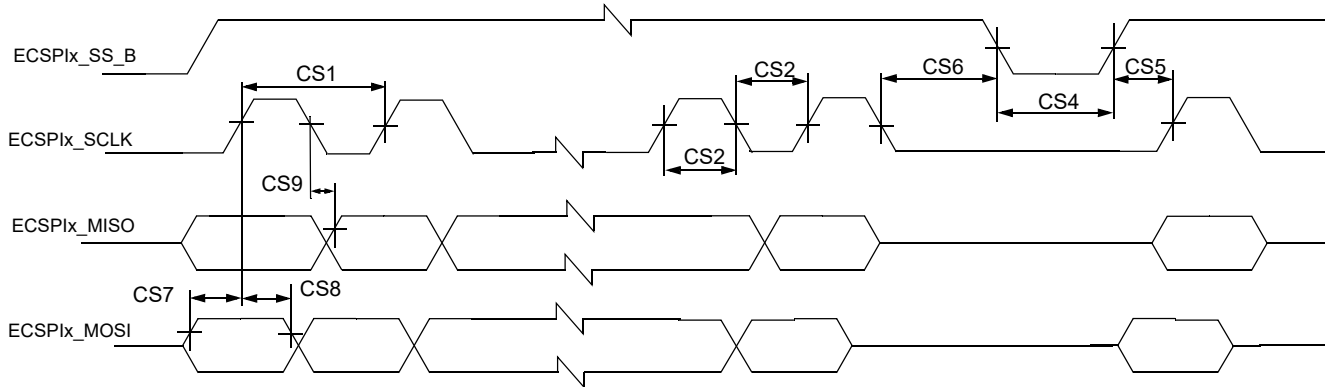 ECSPIx_SS_B
CS1
CS2
CS6
CS5
CS4
ECSPIx_SCLK
CS2
CS9
ECSPIx_MISO
CS7
CS8
ECSPIx_MOSI